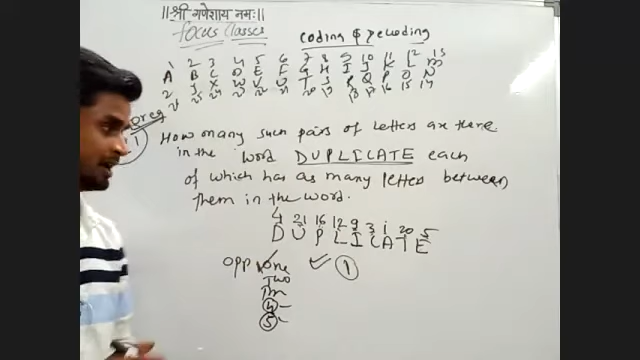 ||श्री गणेशाय नमः||
focus classes
coding & Decoding
1 2 3 4 5 6 7 8 9 10 11 12 13
A B C D E F G H I J K L M
Z Y X W V U T S R Q P O N
26 25 24 23 22 21 20 19 18 17 16 15 14
How many such pairs of letters are there
in the word DUPLICATE each
of which has as many letters between
them in the word.
4 21 16 12 9 3 1 20 5
D U P L I C A T E
opp one ✓ 1
Two
4
5